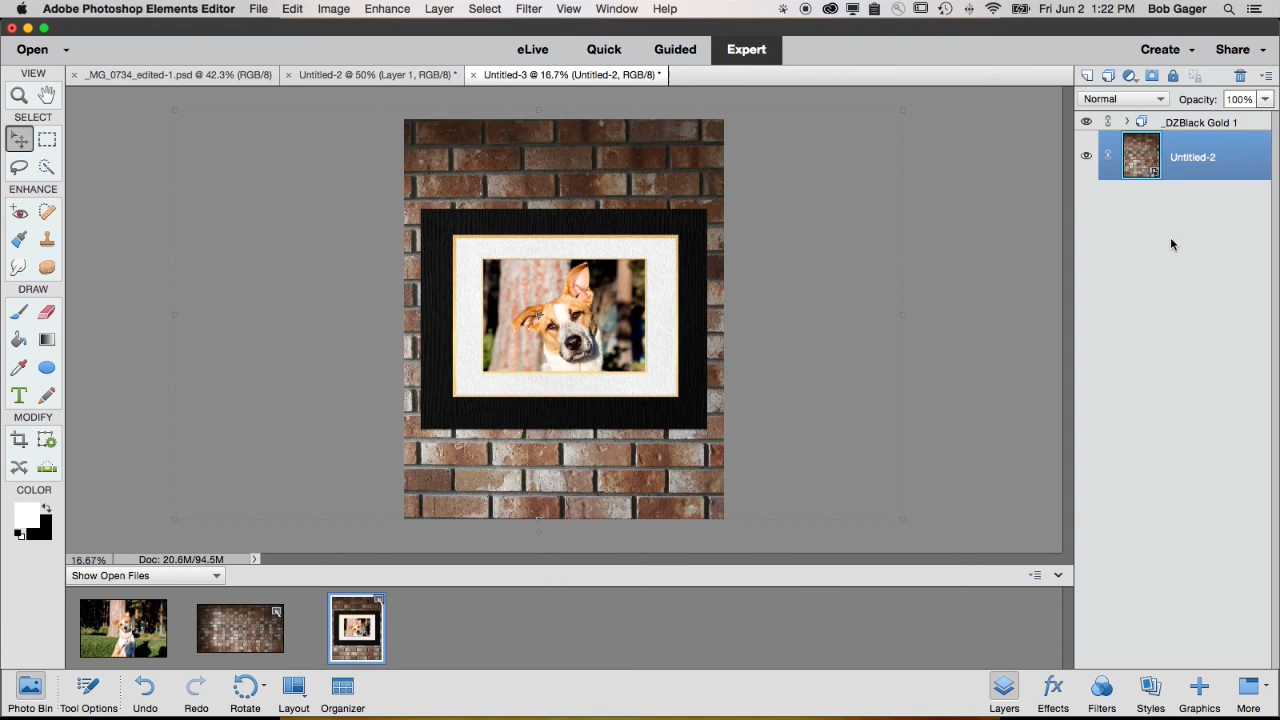 Adobe Photoshop Elements Editor File Edit Image Enhance Layer Select Filter View Window Help Fri Jun 2 1:22 PM Bob Gager
Open eLive Quick Guided Expert Create Share
VIEW
× _MG_0734_edited-1.psd @ 42.3% (RGB/8) × Untitled-2 @ 50% (Layer 1, RGB/8) * × Untitled-3 @ 16.7% (Untitled-2, RGB/8) *
Normal Opacity: 100%
SELECT
_DZBlack Gold 1
Untitled-2
ENHANCE
DRAW
T
MODIFY
COLOR
16.67% Doc: 20.6M/94.5M
Show Open Files
Photo Bin Tool Options Undo Redo Rotate Layout Organizer Layers Effects Filters Styles Graphics More